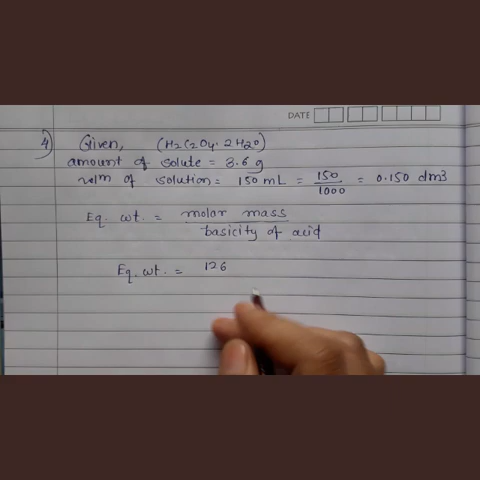 DATE
4) Given, (H2C2O4. 2H2O)
amount of solute = 3.6 g
volm of solution = 150 mL = 150/1000 = 0.150 dm3
Eq. wt. = molar mass / basicity of acid
Eq. wt. = 126